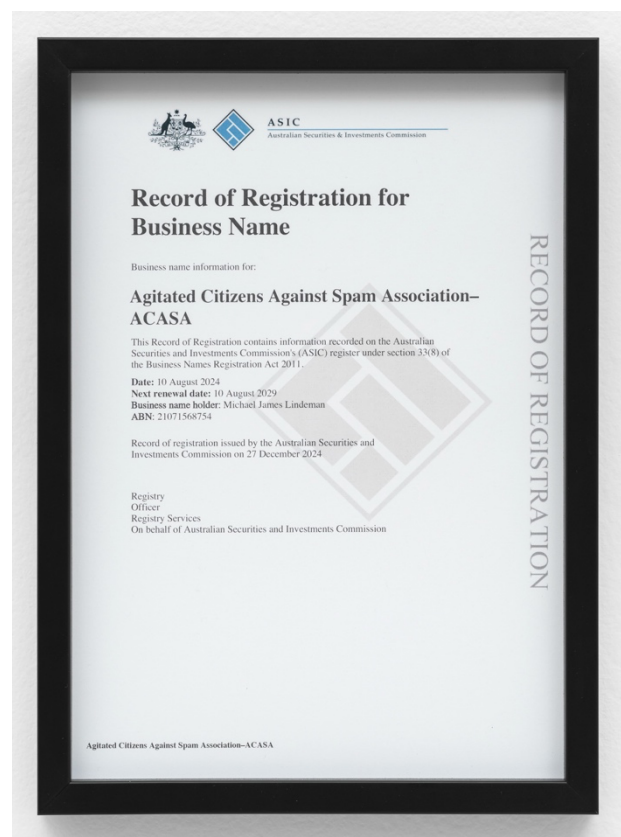 ASIC
Australian Securities & Investments Commission
Record of Registration for
Business Name
Business name information for:
Agitated Citizens Against Spam Association–
ACASA
This Record of Registration contains information recorded on the Australian
Securities and Investments Commission's (ASIC) register under section 33(8) of
the Business Names Registration Act 2011.
Date: 10 August 2024
Next renewal date: 10 August 2029
Business name holder: Michael James Lindeman
ABN: 21071568754
Record of registration issued by the Australian Securities and
Investments Commission on 27 December 2024
Registry
Officer
Registry Services
On behalf of Australian Securities and Investments Commission
RECORD OF REGISTRATION
Agitated Citizens Against Spam Association–ACASA